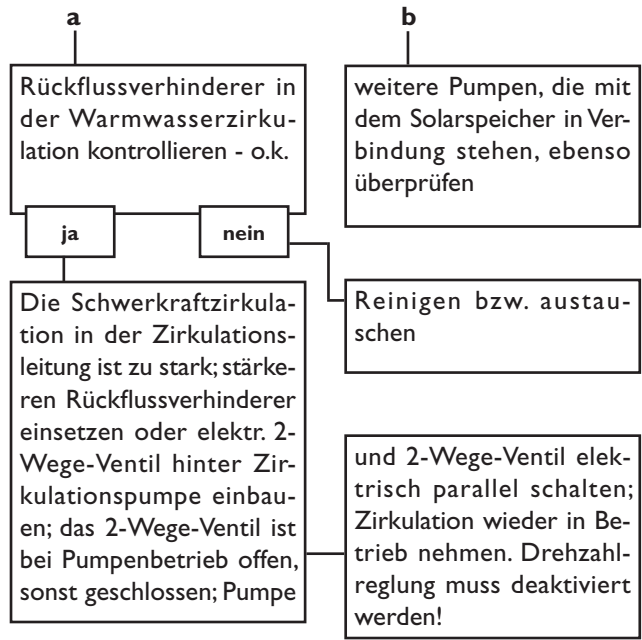 a
Rückflussverhinderer in
der Warmwasserzirku-
lation kontrollieren - o.k.
ja
nein
Die Schwerkraftzirkula-
tion in der Zirkulations-
leitung ist zu stark; stärke-
ren Rückflussverhinderer
einsetzen oder elektr. 2-
Wege-Ventil hinter Zir-
kulationspumpe einbau-
en; das 2-Wege-Ventil ist
bei Pumpenbetrieb offen,
sonst geschlossen; Pumpe
und 2-Wege-Ventil elek-
trisch parallel schalten;
Zirkulation wieder in Be-
trieb nehmen. Drehzahl-
reglung muss deaktiviert
werden!
Reinigen bzw. austau-
schen
b
weitere Pumpen, die mit
dem Solarspeicher in Ver-
bindung stehen, ebenso
überprüfen